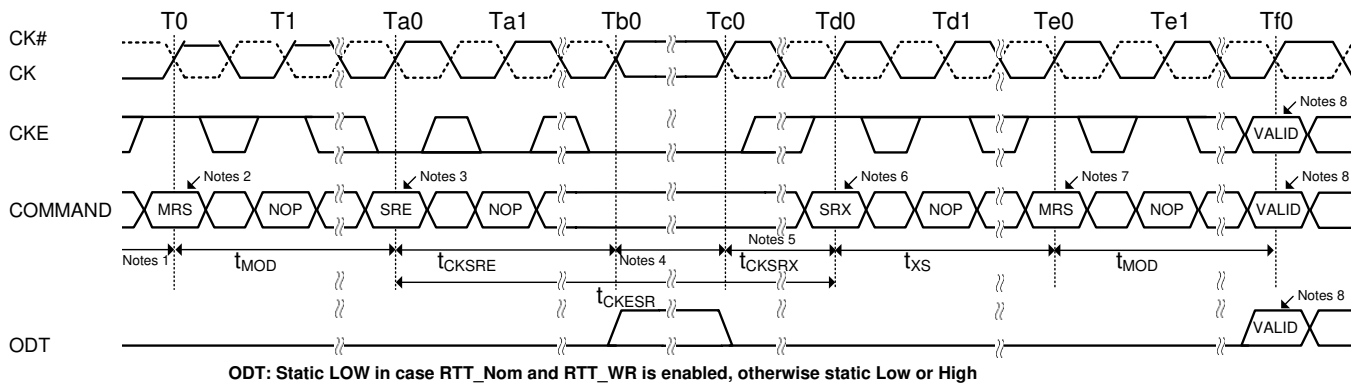 T0 T1 Ta0 Ta1 Tb0 Tc0 Td0 Td1 Te0 Te1 Tf0
CK#
CK
Notes 8
CKE VALID
Notes 2 Notes 3 Notes 6 Notes 7 Notes 8
COMMAND MRS NOP SRE NOP SRX NOP MRS NOP VALID
Notes 1 tMOD tCKSRE Notes 4 Notes 5 tCKSRX tXS tMOD
tCKESR
Notes 8
ODT VALID
ODT: Static LOW in case RTT_Nom and RTT_WR is enabled, otherwise static Low or High